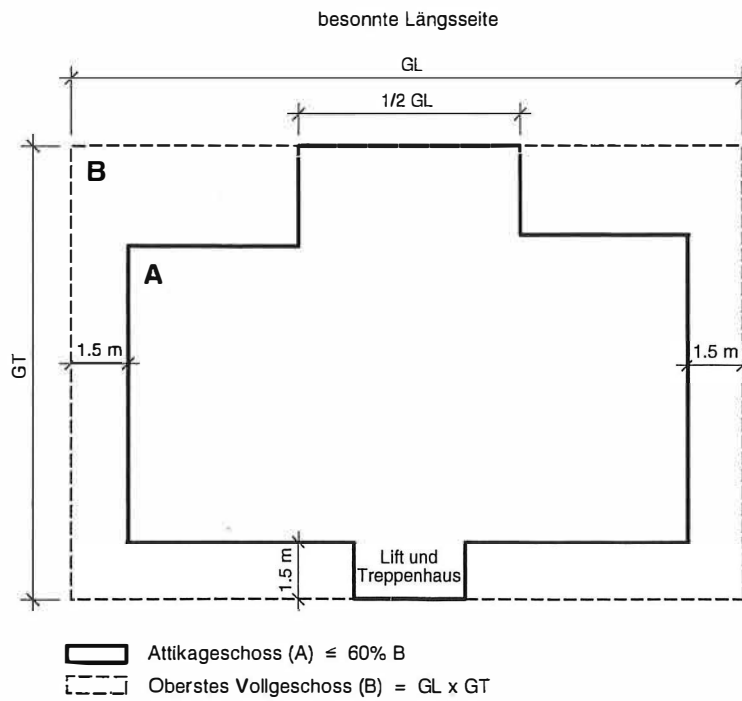 besonnte Längsseite
GL
1/2 GL
B
A
GT
1.5 m
1.5 m
1.5 m
Lift und
Treppenhaus
Attikageschoss (A) ≤ 60% B
Oberstes Vollgeschoss (B) = GL x GT